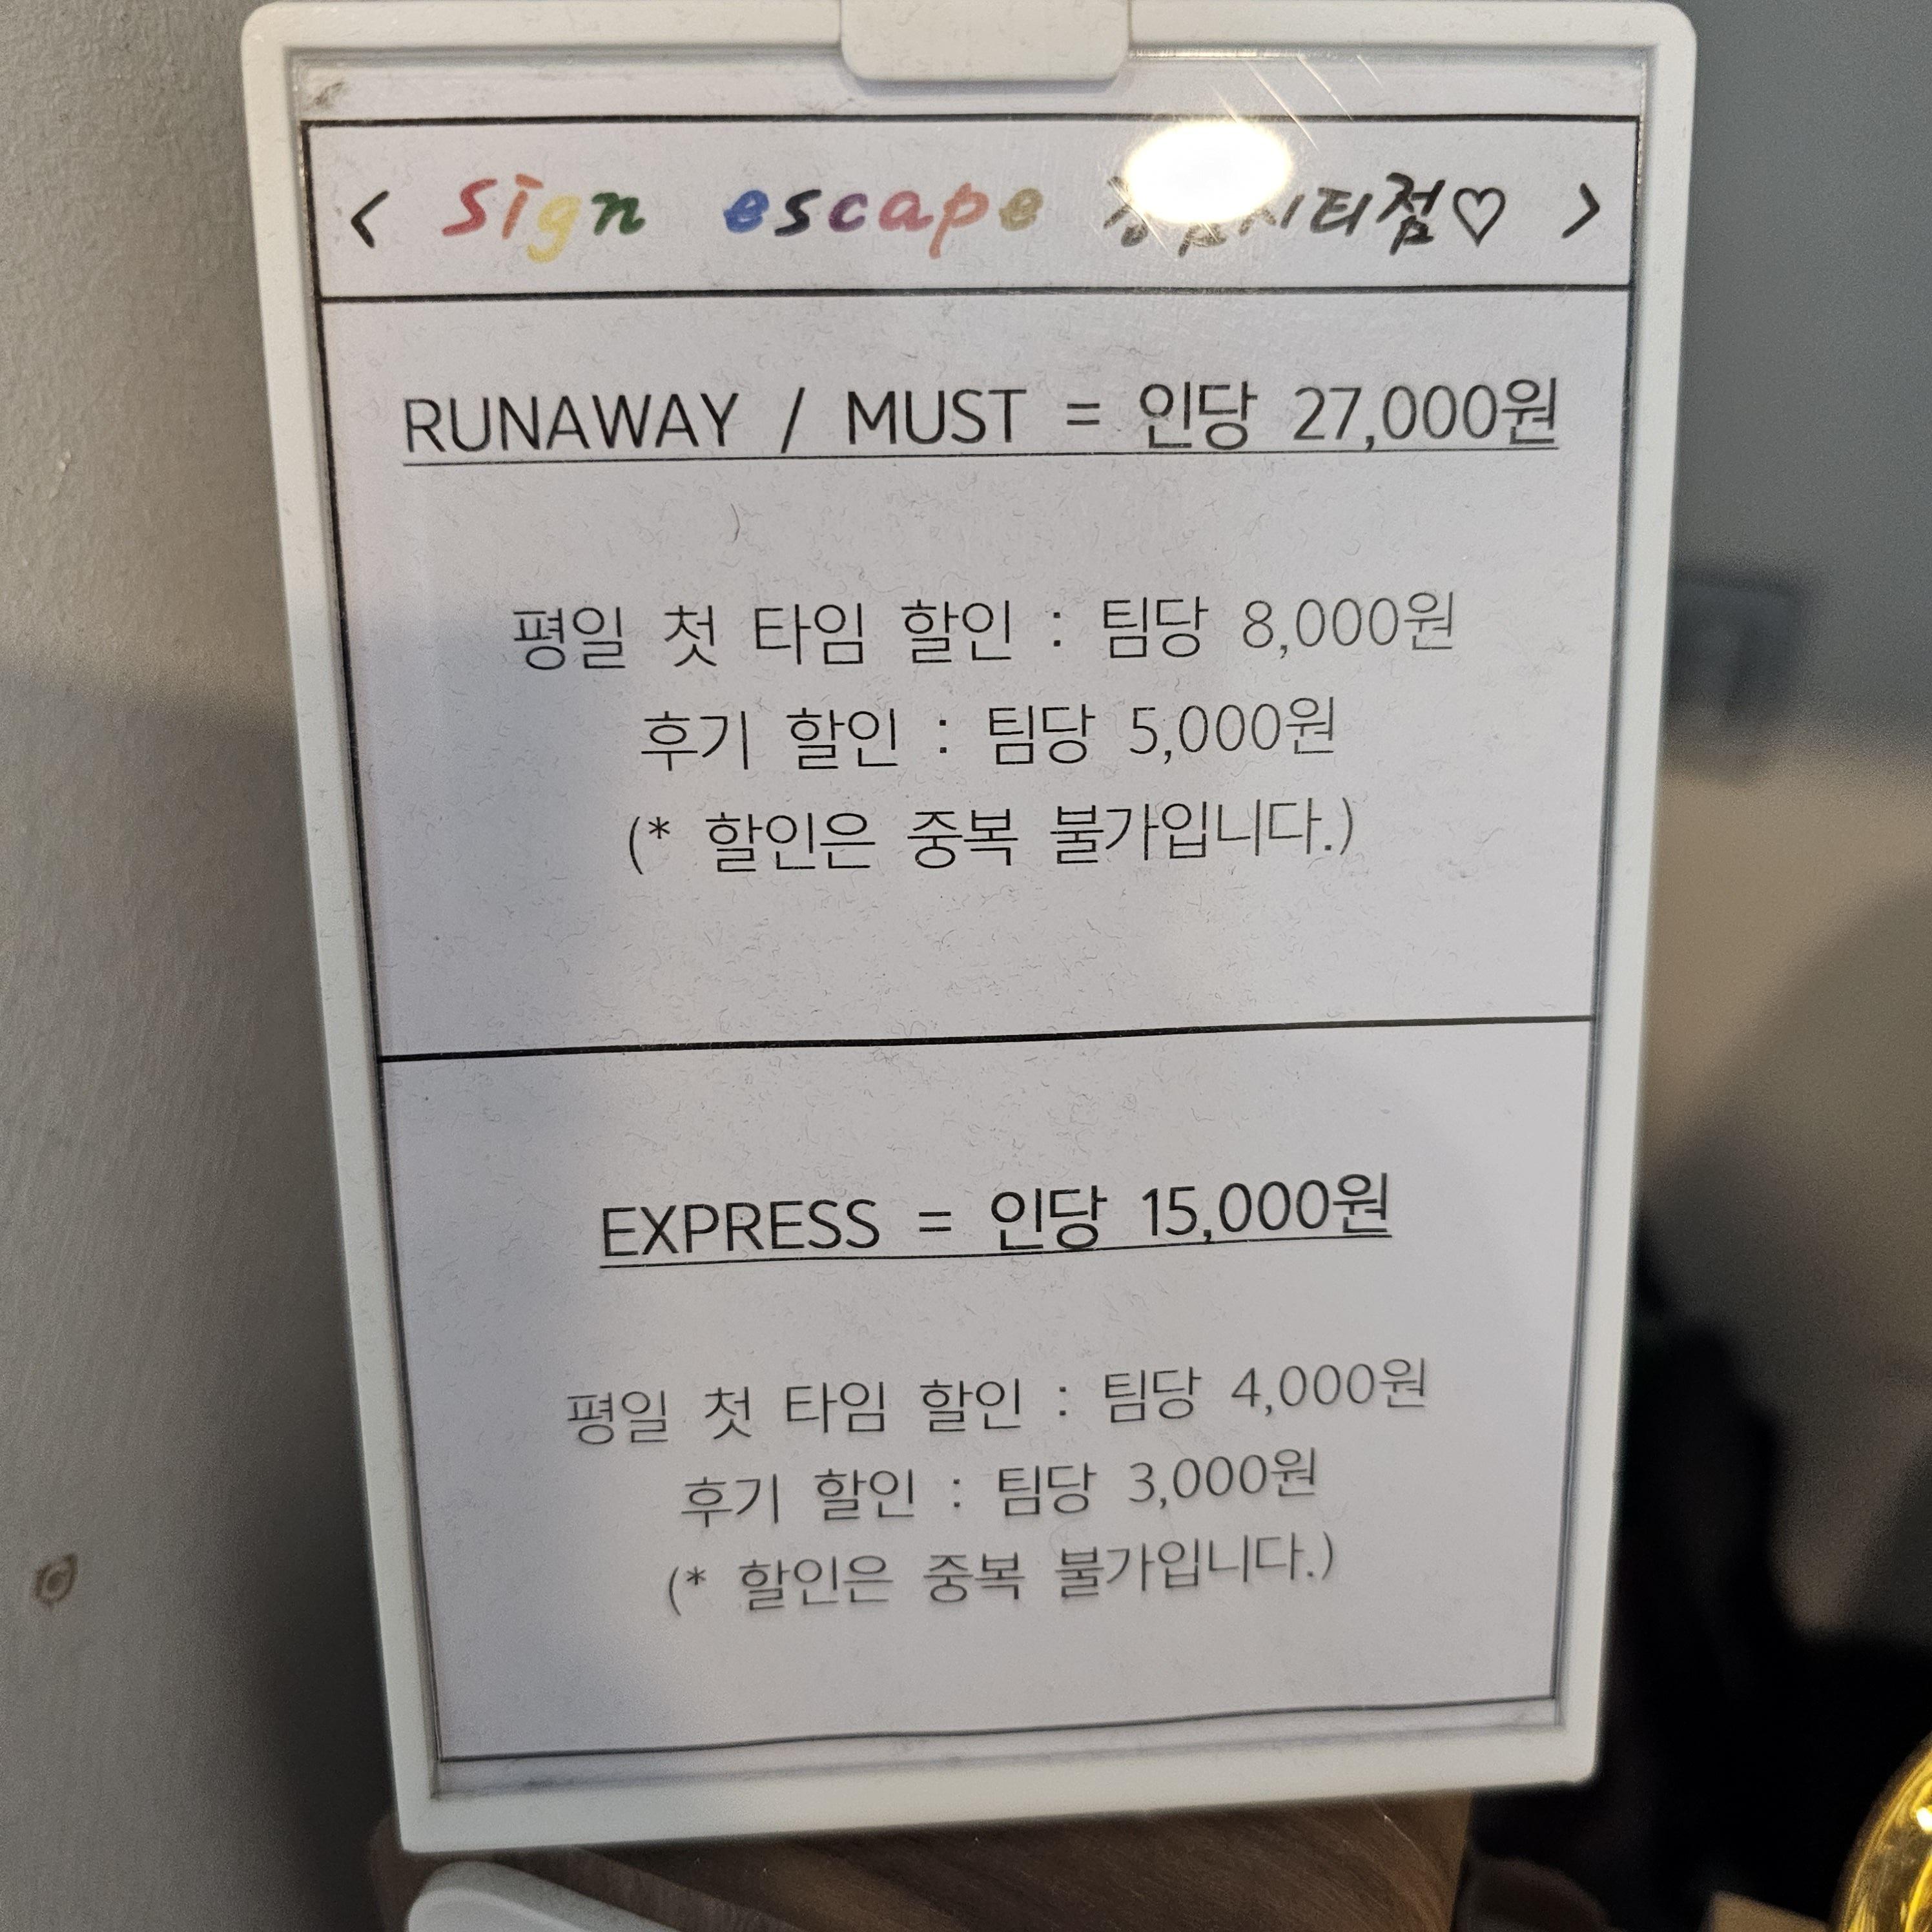 < sign escape ♡ >
RUNAWAY / MUST = 인당 27,000원
평일 첫 타임 할인 : 팀당 8,000원
후기 할인 : 팀당 5,000원
(* 할인은 중복 불가입니다.)
EXPRESS = 인당 15,000원
평일 첫 타임 할인 : 팀당 4,000원
후기 할인 : 팀당 3,000원
(* 할인은 중복 불가입니다.)